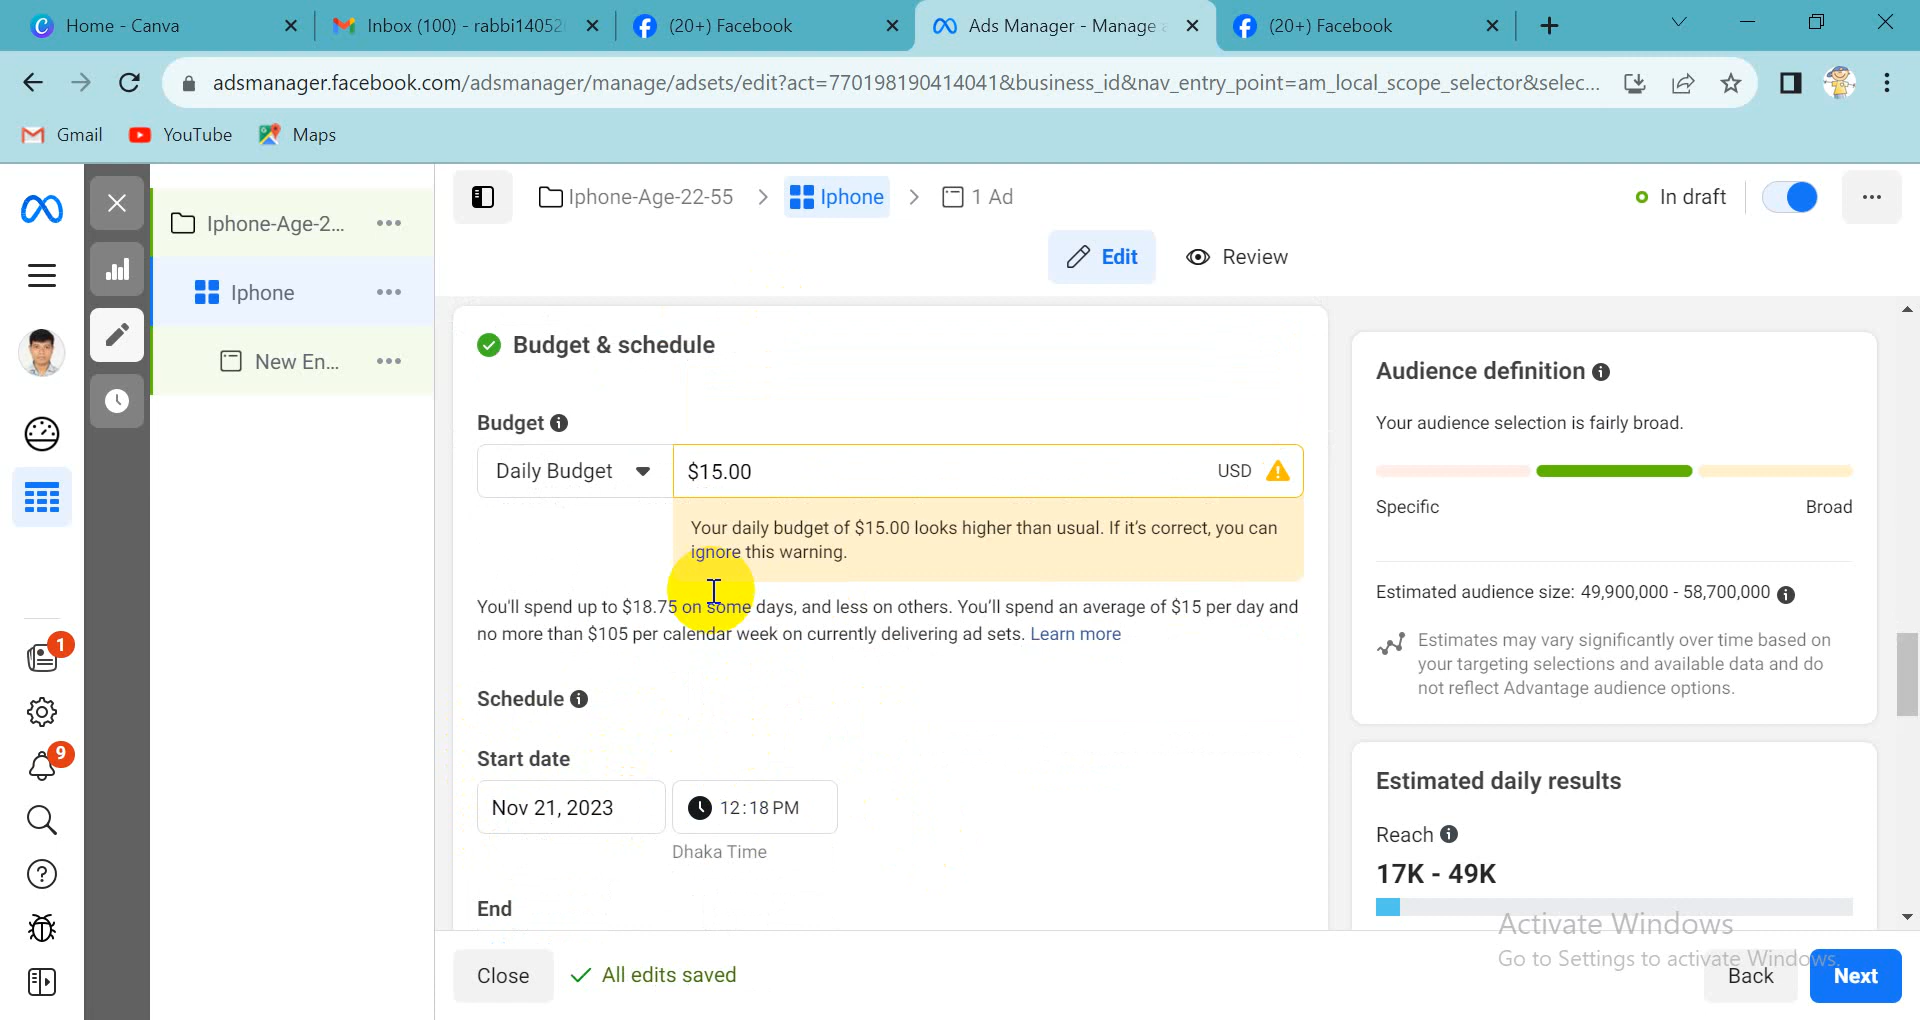 Home - Canva
Inbox (100) - rabbi14052
(20+) Facebook
Ads Manager - Manage a
(20+) Facebook
adsmanager.facebook.com/adsmanager/manage/adsets/edit?act=770198190414041&business_id&nav_entry_point=am_local_scope_selector&selec...
Gmail
YouTube
Maps
Iphone-Age-2...
Iphone
New En...
1
9
Iphone-Age-22-55
Iphone
1 Ad
In draft
Edit
Review
Budget & schedule
Budget
Daily Budget
$15.00
USD
Your daily budget of $15.00 looks higher than usual. If it's correct, you can
ignore this warning.
You'll spend up to $18.75 on some days, and less on others. You'll spend an average of $15 per day and
no more than $105 per calendar week on currently delivering ad sets. Learn more
Schedule
Start date
Nov 21, 2023
12:18 PM
Dhaka Time
End
Audience definition
Your audience selection is fairly broad.
Specific
Broad
Estimated audience size: 49,900,000 - 58,700,000
Estimates may vary significantly over time based on
your targeting selections and available data and do
not reflect Advantage audience options.
Estimated daily results
Reach
17K - 49K
Activate Windows
Go to Settings to activate Windows.
Close
All edits saved
Back
Next